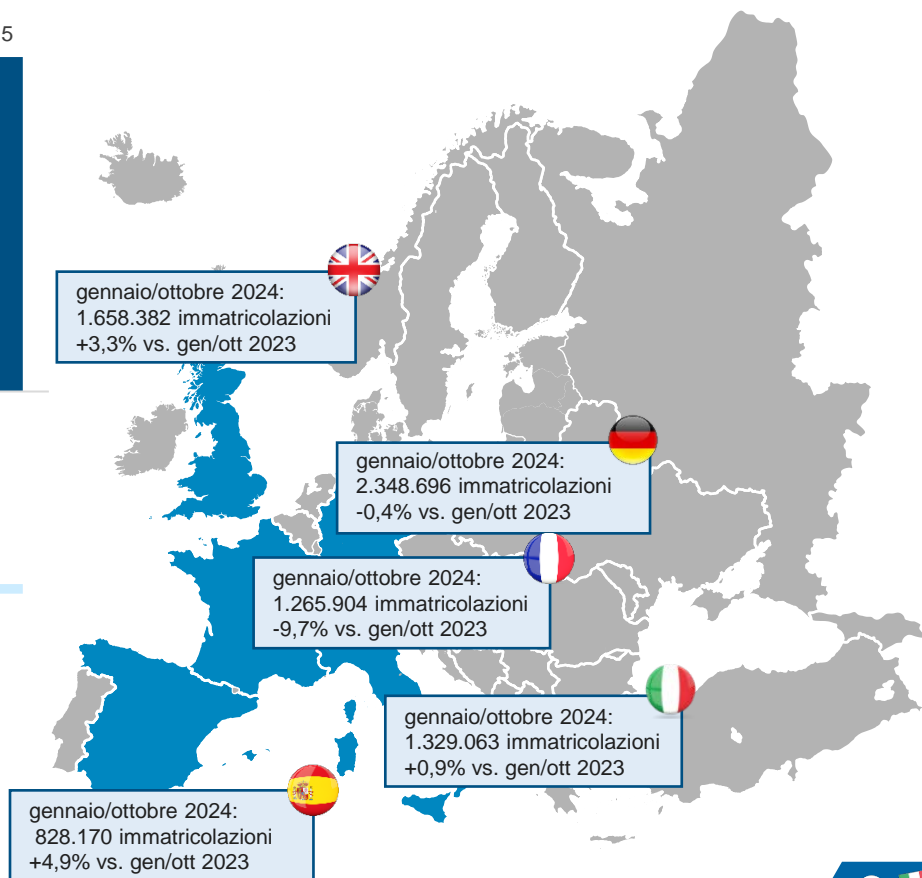 5
gennaio/ottobre 2024:
1.658.382 immatricolazioni
+3,3% vs. gen/ott 2023
gennaio/ottobre 2024:
2.348.696 immatricolazioni
-0,4% vs. gen/ott 2023
gennaio/ottobre 2024:
1.265.904 immatricolazioni
-9,7% vs. gen/ott 2023
gennaio/ottobre 2024:
1.329.063 immatricolazioni
+0,9% vs. gen/ott 2023
gennaio/ottobre 2024:
828.170 immatricolazioni
+4,9% vs. gen/ott 2023